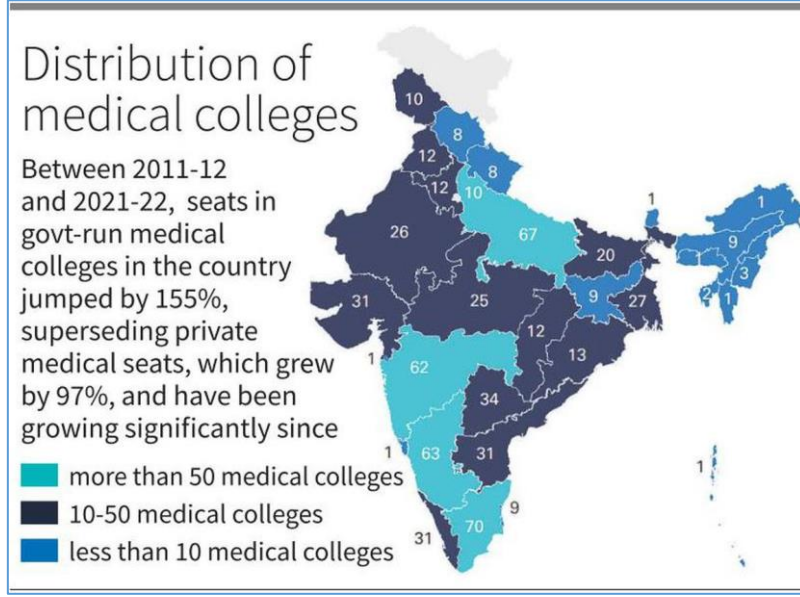 Distribution of
medical colleges
Between 2011-12
and 2021-22, seats in
govt-run medical
colleges in the country
jumped by 155%,
superseding private
medical seats, which grew
by 97%, and have been
growing significantly since
more than 50 medical colleges
10-50 medical colleges
less than 10 medical colleges
10
8
12
8
12
10
1
1
26
67
9
20
3
31
25
9
27
2
1
12
13
1
62
34
1
63
31
1
9
70
31